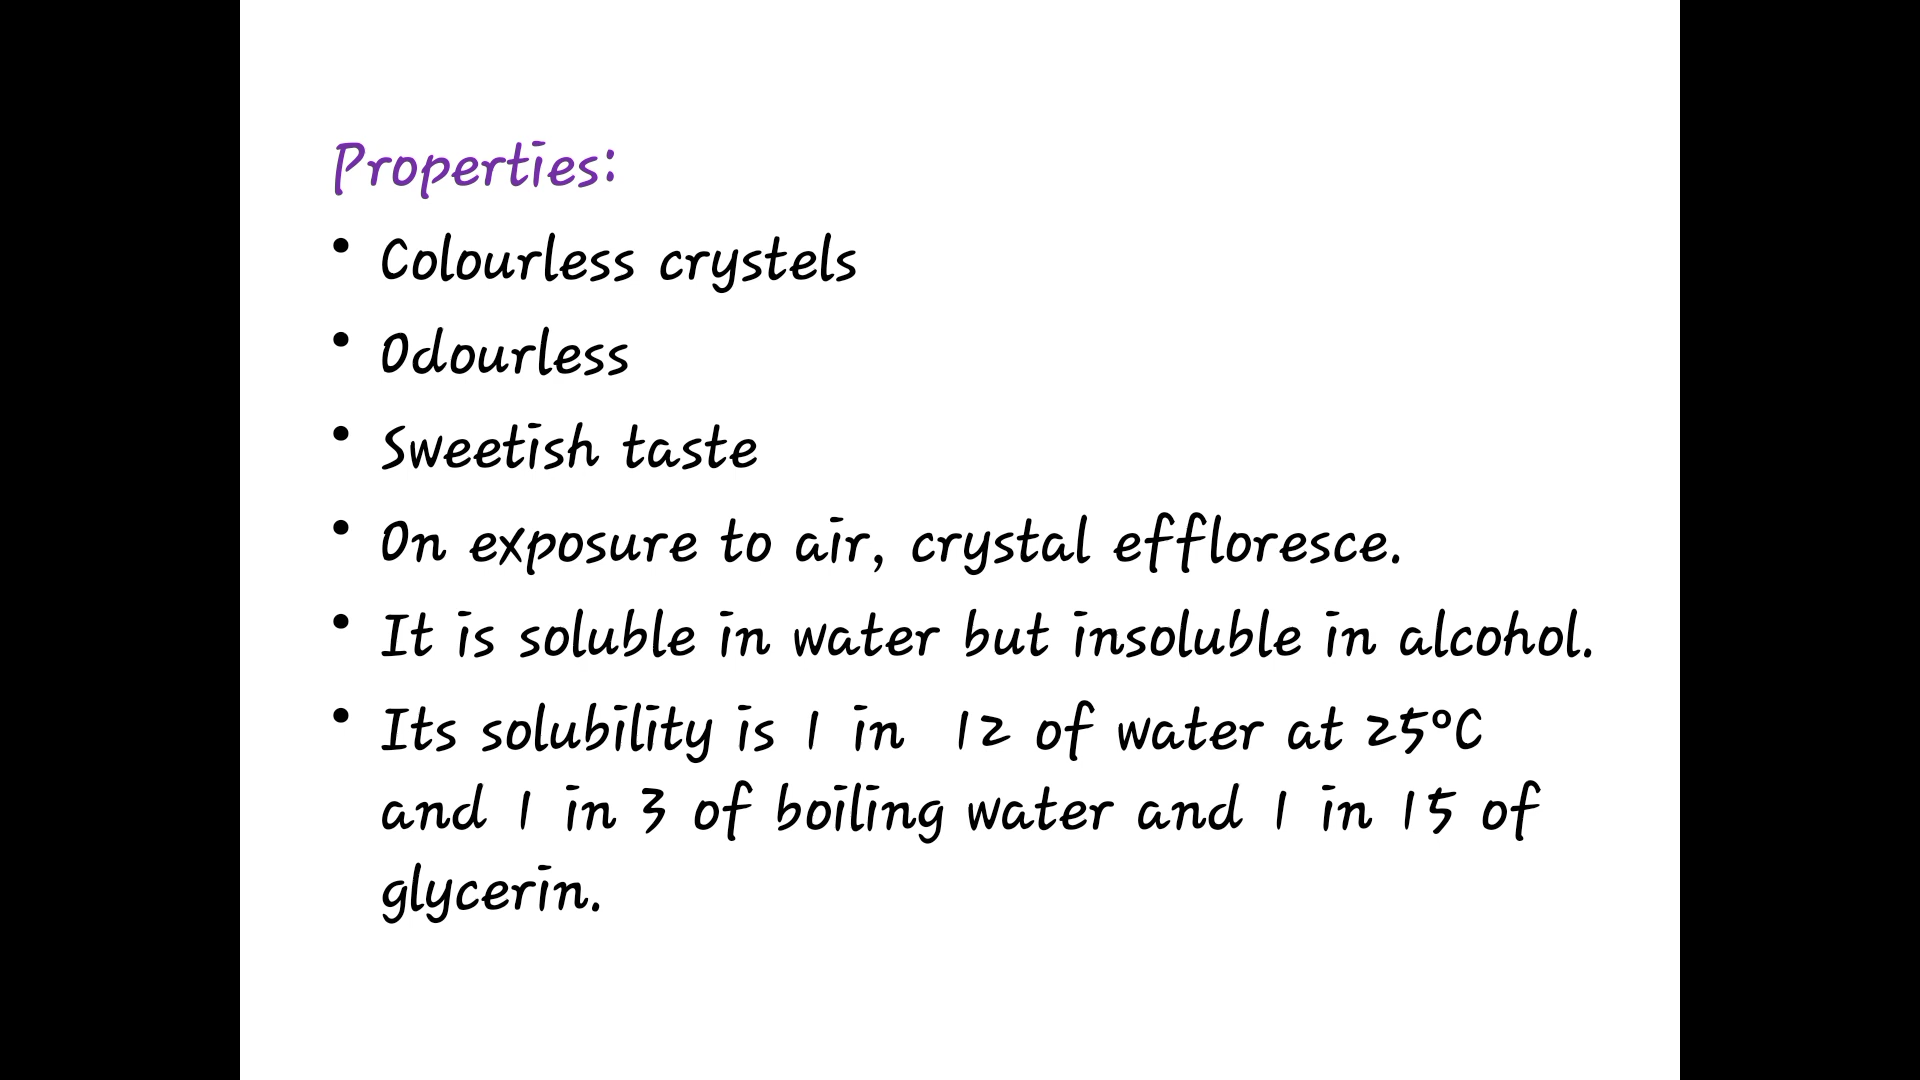 Properties:
• Colourless crystels
• Odourless
• Sweetish taste
• On exposure to air, crystal effloresce.
• It is soluble in water but insoluble in alcohol.
• Its solubility is 1 in 12 of water at 25°C
and 1 in 3 of boiling water and 1 in 15 of
glycerin.